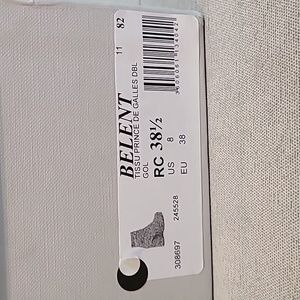 11 82
BELENT
TISSU PRINCE DE GALLES DBL
GOL
RC 38½
US 8
EU 38
245528
308697